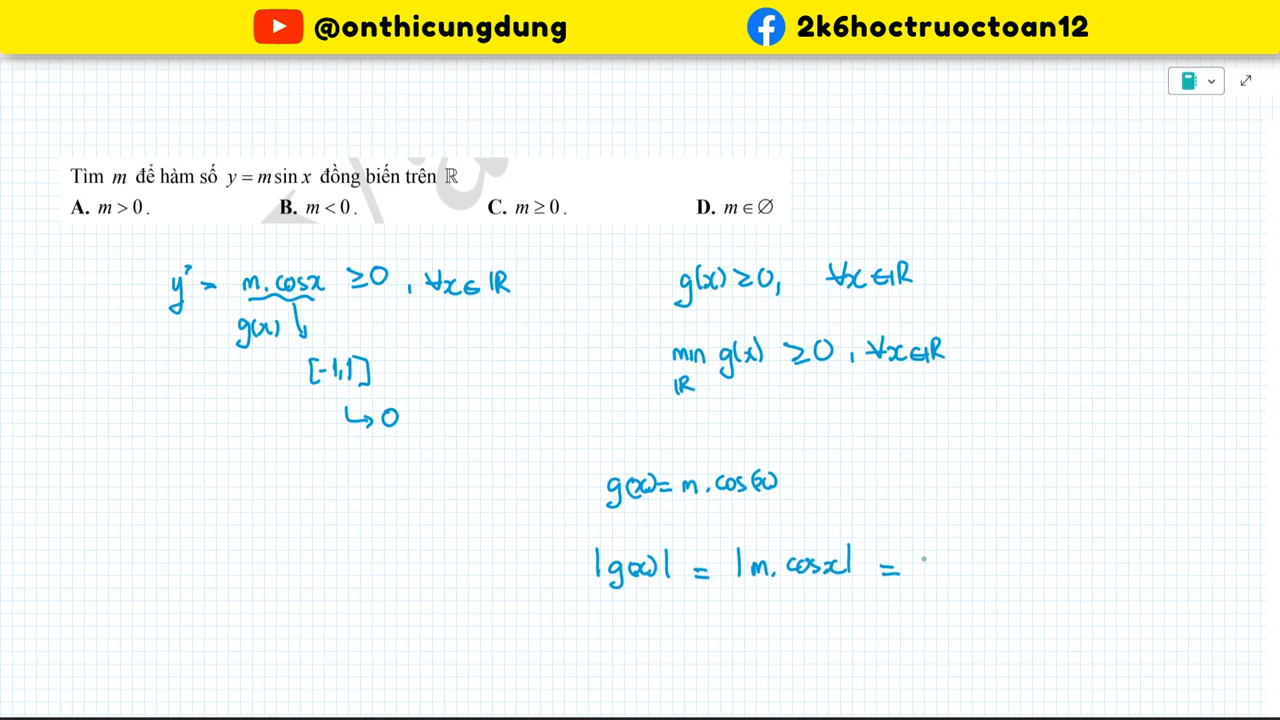 @onthicungdung 2k6hoctruoctoan12
Tìm m để hàm số y = m sin x đồng biến trên ℝ
A. m > 0. B. m < 0. C. m ≥ 0. D. m ∈ ∅
y' = m.cosx ≥0, ∀x∈ℝ
g(x)
[-1,1]
↳ 0
g(x) ≥0, ∀x∈ℝ
min g(x) ≥0, ∀x∈ℝ
ℝ
g(x)= m.cos(x)
|g(x)| = |m.cosx| =